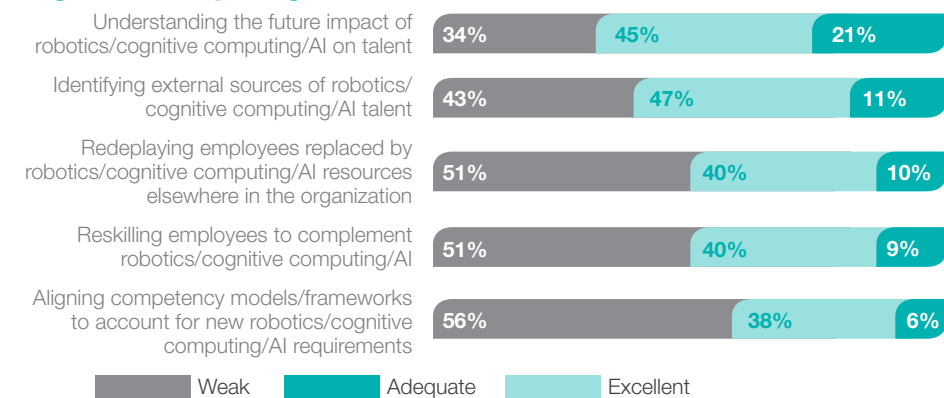 Understanding the future impact of
robotics/cognitive computing/AI on talent
34% 45% 21%
Identifying external sources of robotics/
cognitive computing/AI talent
43% 47% 11%
Redeplaying employees replaced by
robotics/cognitive computing/AI resources
elsewhere in the organization
51% 40% 10%
Reskilling employees to complement
robotics/cognitive computing/AI
51% 40% 9%
Aligning competency models/frameworks
to account for new robotics/cognitive
computing/AI requirements
56% 38% 6%
Weak Adequate Excellent